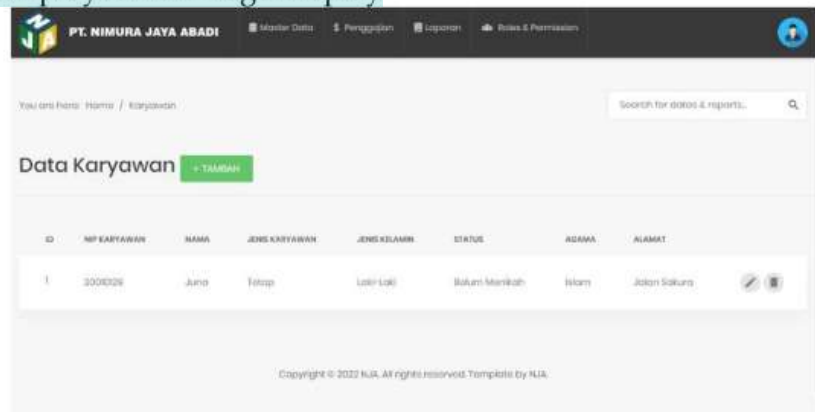 PT. NIMURA JAYA ABADI Master Data $ Penggajian Laporan Roles & Permission
You are here: Home / Karyawan
Search for datas & reports..
Data Karyawan + TAMBAH
ID NIP KARYAWAN NAMA JENIS KARYAWAN JENIS KELAMIN STATUS AGAMA ALAMAT
1 Juna Tetap Laki-Laki Belum Menikah Islam Jalan Sakura
Copyright © 2022 NJA. All rights reserved. Template by NJA.